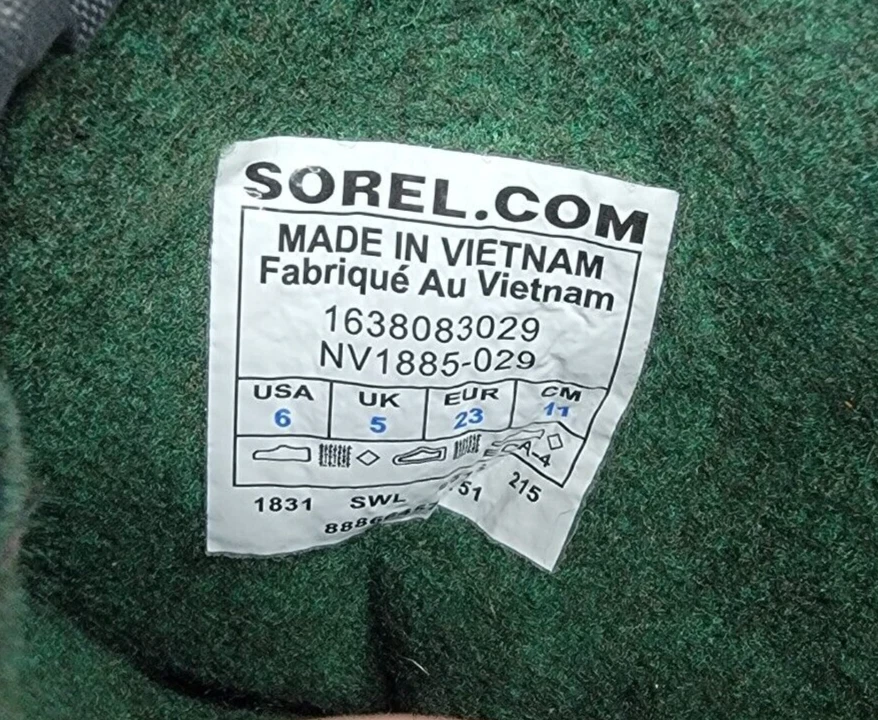 SOREL.COM
MADE IN VIETNAM
Fabriqué Au Vietnam
1638083029
NV1885-029
USA UK EUR CM
6 5 23 11
1831 SWL 215